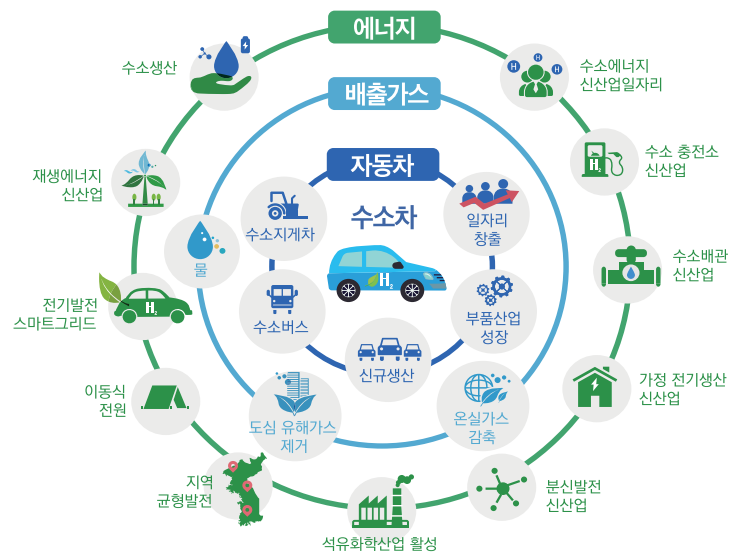 에너지
수소생산
수소에너지
신산업일자리
배출가스
재생에너지
신산업
수소 충전소
신산업
H₂
자동차
수소차
일자리
창출
수소지게차
물
H₂
수소배관
신산업
전기발전
스마트그리드
H₂
수소버스
부품산업
성장
신규생산
이동식
전원
가정 전기생산
신산업
도심 유해가스
제거
온실가스
감축
지역
균형발전
분신발전
신산업
석유화학산업 활성